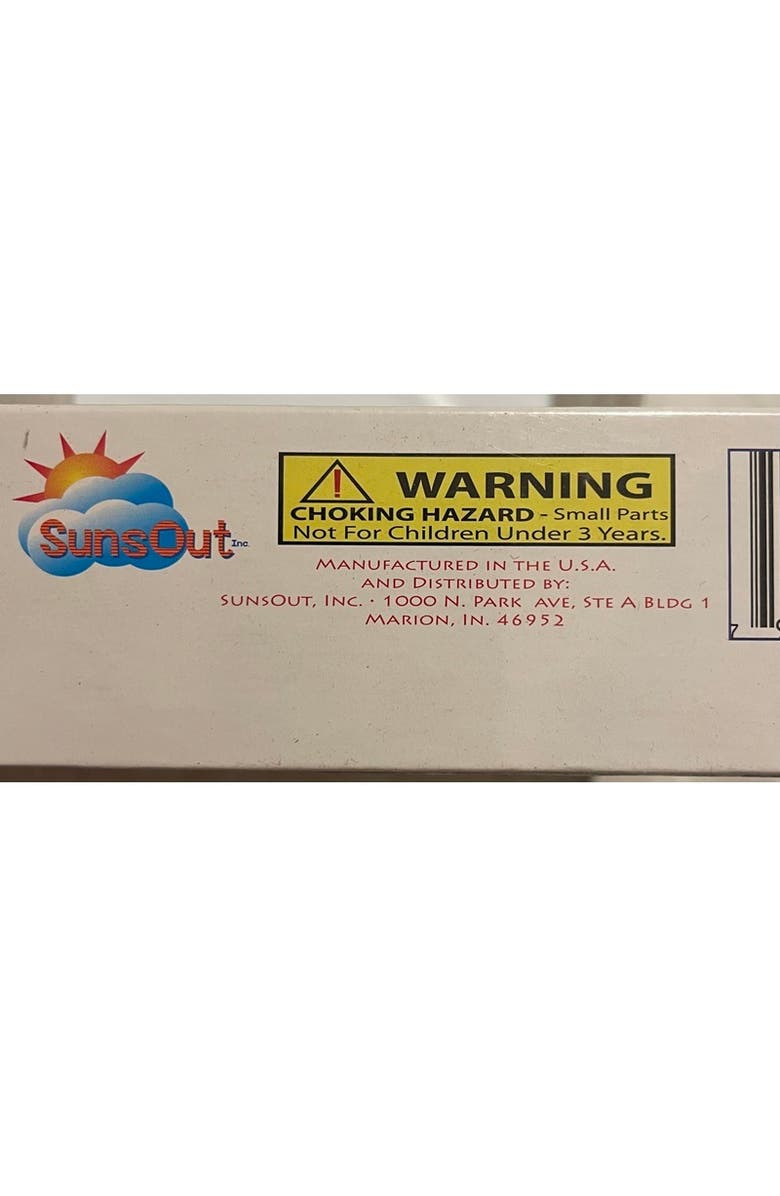 SunsOut Inc.
WARNING
CHOKING HAZARD - Small Parts
Not For Children Under 3 Years.
MANUFACTURED IN THE U.S.A.
AND DISTRIBUTED BY:
SUNSOUT, INC. · 1000 N. PARK AVE, STE A BLDG 1
MARION, IN. 46952
7